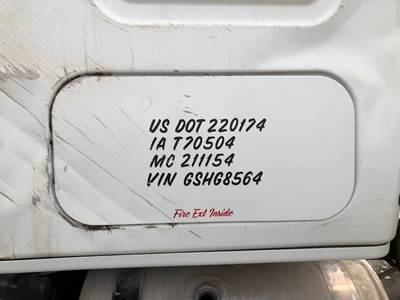 US DOT 220174
IA T70504
MC 211154
VIN GSHG8564
Fire Ext Inside